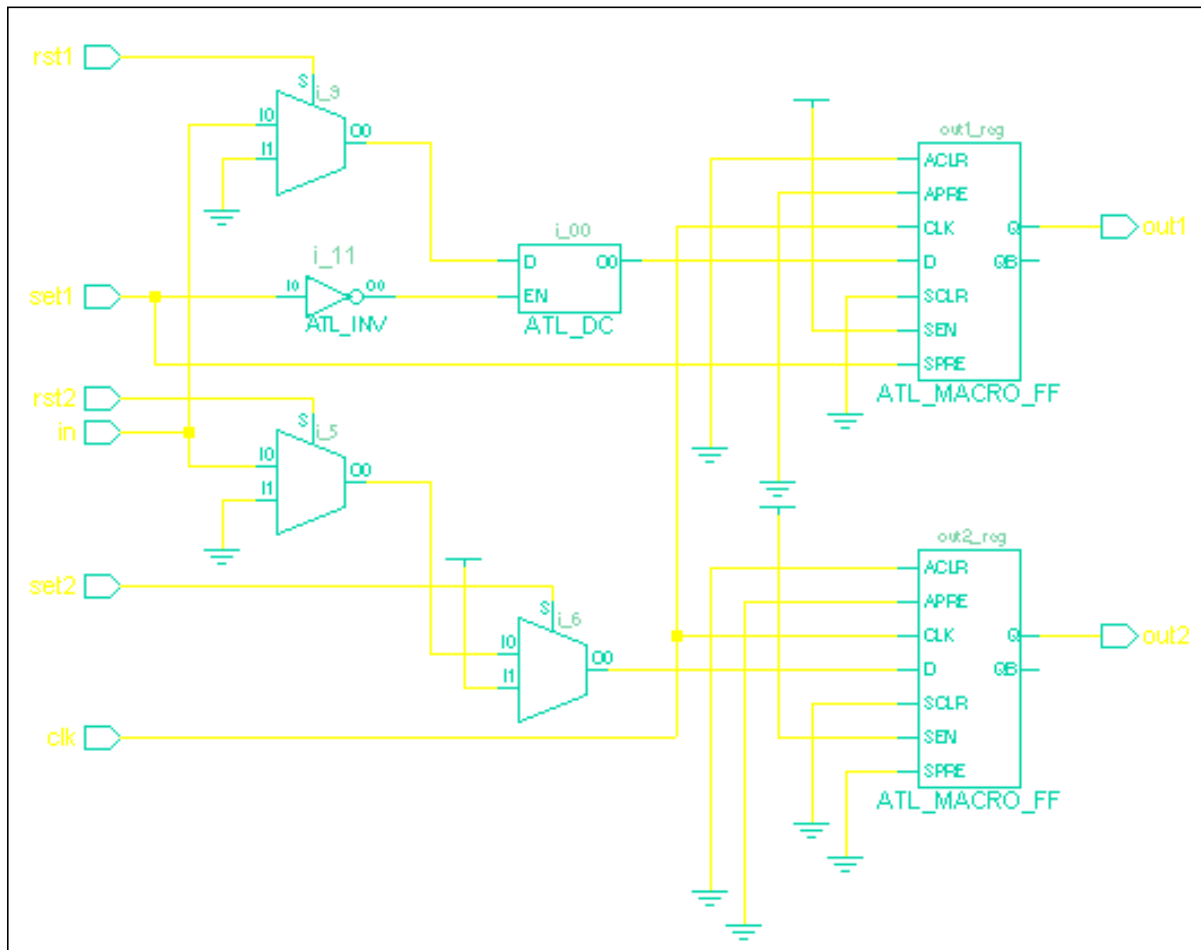 rst1
S
i_9
I0
O0
I1
out1_reg
ACLR
APRE
CLK
Q
out1
D
QB
SCLR
SEN
SPRE
ATL_MACRO_FF
i_00
D
O0
EN
ATL_DC
i_11
set1
I0
O0
ATL_INV
rst2
in
S
i_5
I0
O0
I1
set2
S
i_6
I0
O0
I1
clk
out2_reg
ACLR
APRE
CLK
Q
out2
D
QB
SCLR
SEN
SPRE
ATL_MACRO_FF